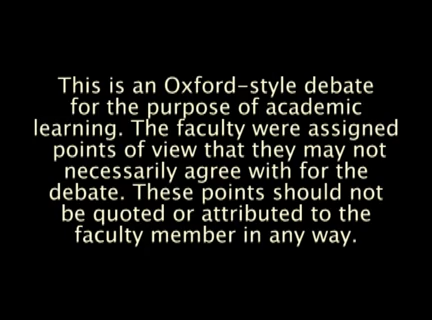 This is an Oxford-style debate
for the purpose of academic
learning. The faculty were assigned
points of view that they may not
necessarily agree with for the
debate. These points should not
be quoted or attributed to the
faculty member in any way.